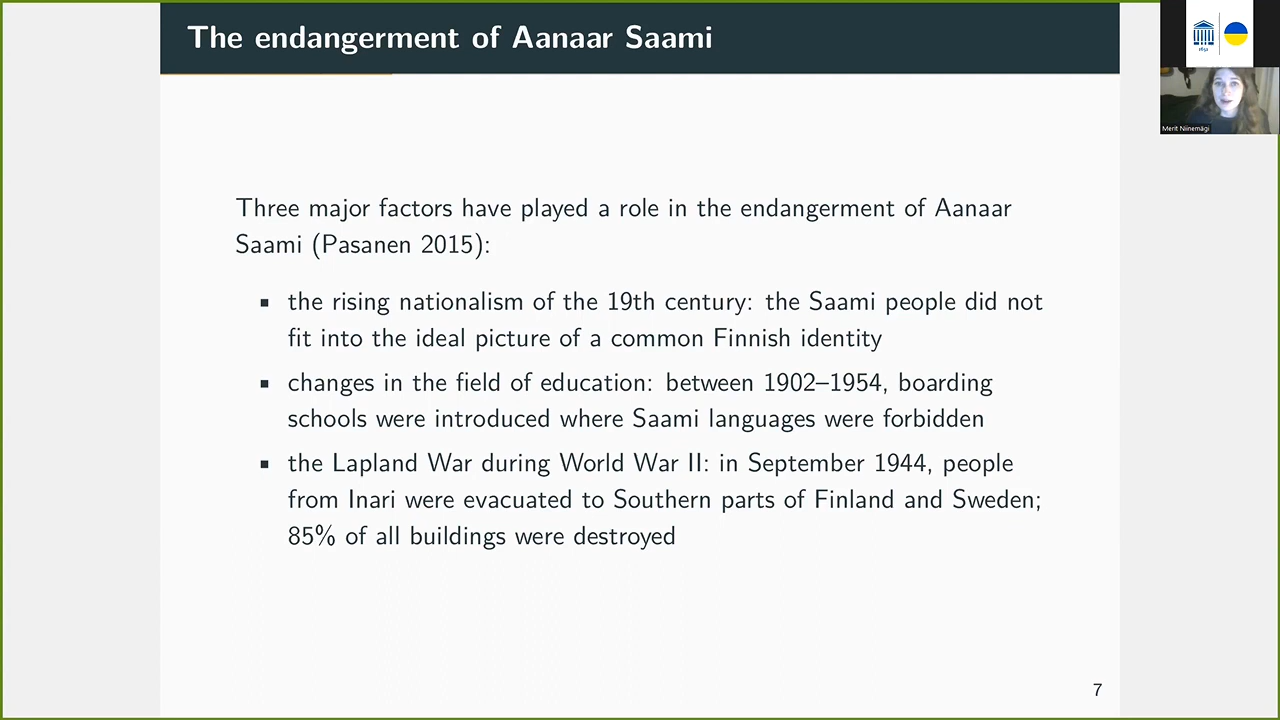 The endangerment of Aanaar Saami
Three major factors have played a role in the endangerment of Aanaar
Saami (Pasanen 2015):
▪ the rising nationalism of the 19th century: the Saami people did not
fit into the ideal picture of a common Finnish identity
▪ changes in the field of education: between 1902–1954, boarding
schools were introduced where Saami languages were forbidden
▪ the Lapland War during World War II: in September 1944, people
from Inari were evacuated to Southern parts of Finland and Sweden;
85% of all buildings were destroyed
7
1632
Merit Niinemägi